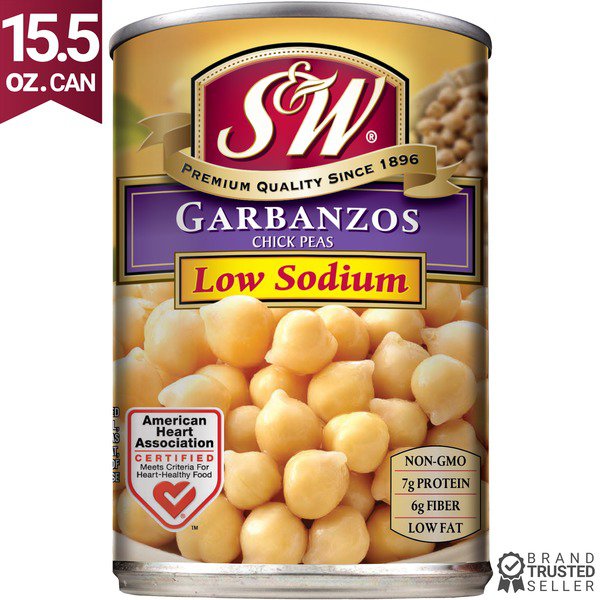 15.5
OZ. CAN
S&W®
PREMIUM QUALITY SINCE 1896
GARBANZOS
CHICK PEAS
Low Sodium
American
Heart
Association
CERTIFIED
Meets Criteria For
Heart-Healthy Food
TM
NON-GMO
7g PROTEIN
6g FIBER
LOW FAT
BRAND
TRUSTED
SELLER